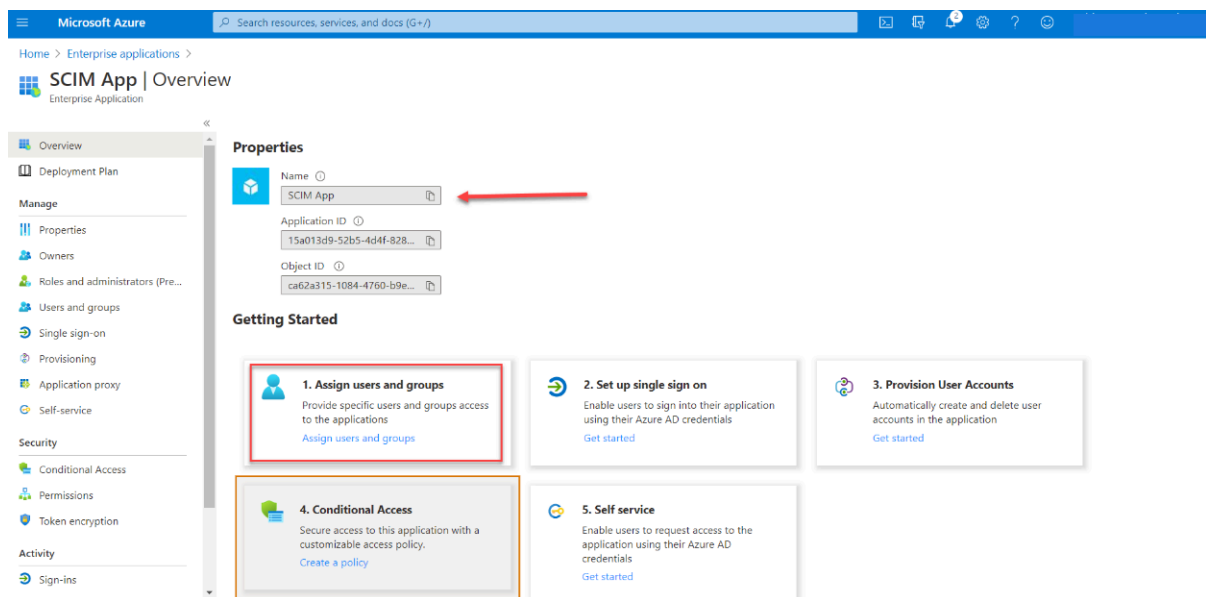 Microsoft Azure
Search resources, services, and docs (G+/)
2
Home > Enterprise applications >
SCIM App | Overview
Enterprise Application
«
Overview
Deployment Plan
Manage
Properties
Owners
Roles and administrators (Pre...
Users and groups
Single sign-on
Provisioning
Application proxy
Self-service
Security
Conditional Access
Permissions
Token encryption
Activity
Sign-ins
Properties
Name
SCIM App
Application ID
15a013d9-52b5-4d4f-828...
Object ID
ca62a315-1084-4760-b9e...
Getting Started
1. Assign users and groups
Provide specific users and groups access
to the applications
Assign users and groups
2. Set up single sign on
Enable users to sign into their application
using their Azure AD credentials
Get started
3. Provision User Accounts
Automatically create and delete user
accounts in the application
Get started
4. Conditional Access
Secure access to this application with a
customizable access policy.
Create a policy
5. Self service
Enable users to request access to the
application using their Azure AD
credentials
Get started